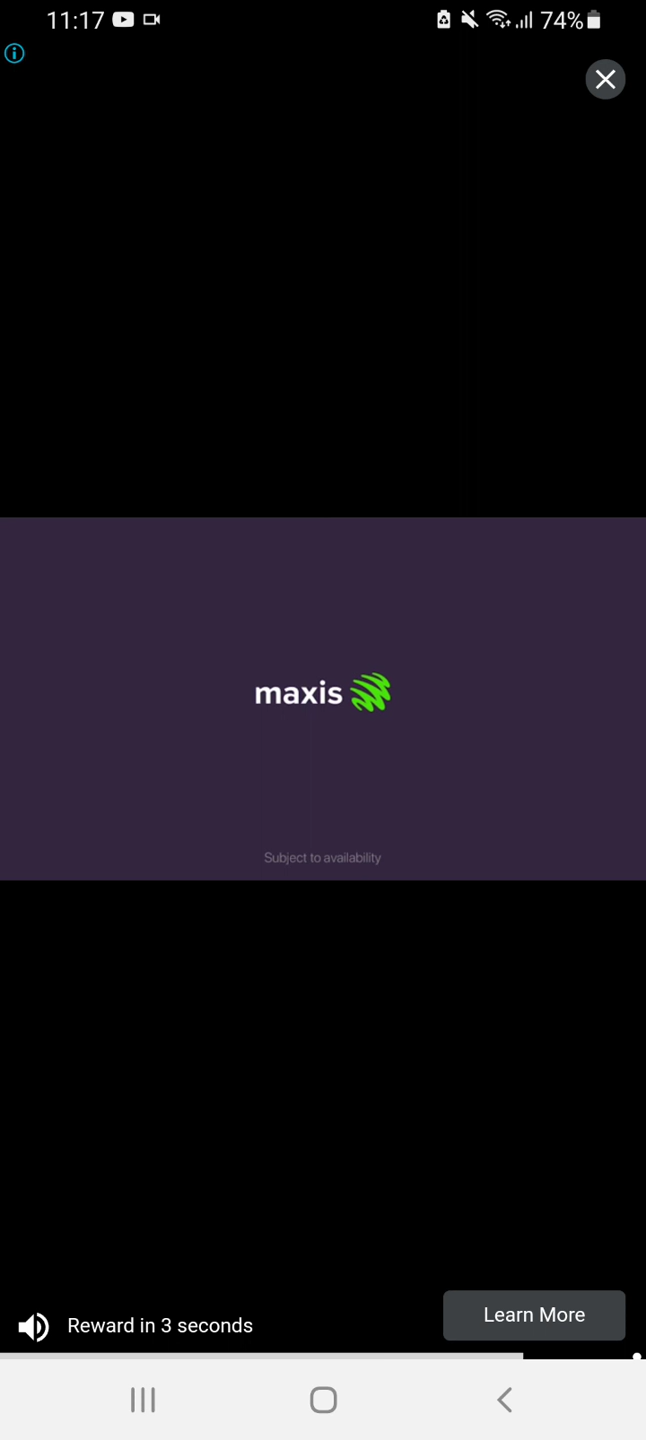 11:17
74%
maxis
Subject to availability
Reward in 3 seconds
Learn More